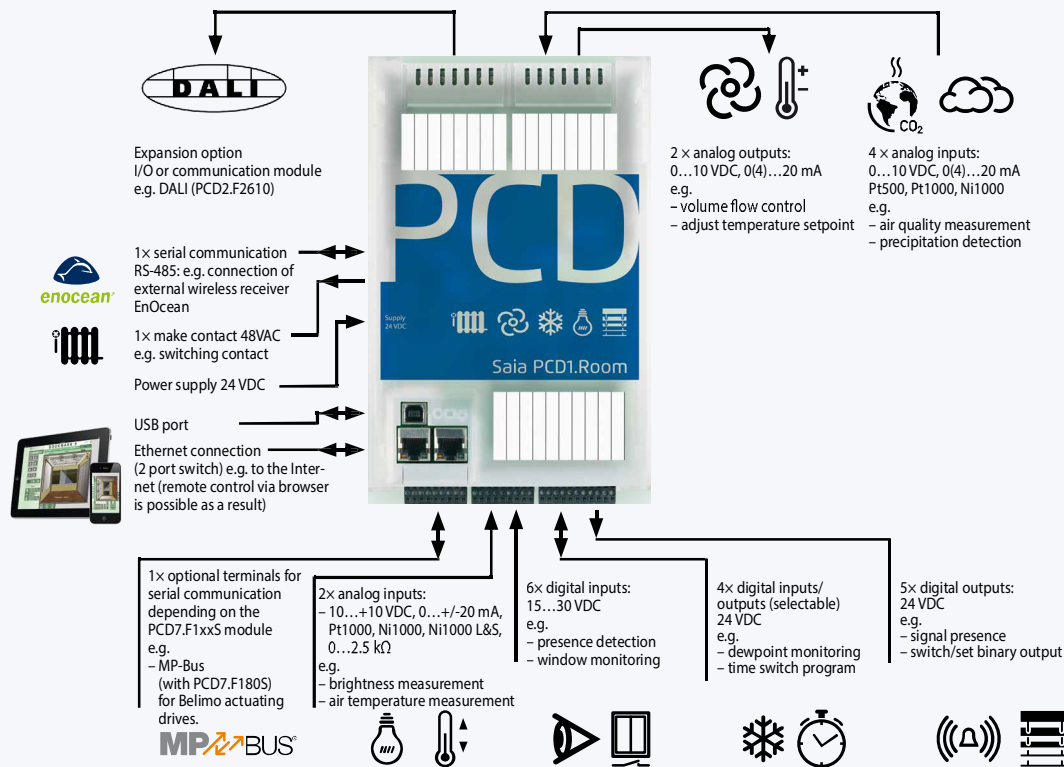 DALI
Expansion option
I/O or communication module
e.g. DALI (PCD2.F2610)
2 × analog outputs:
0…10 VDC, 0(4)…20 mA
e.g.
– volume flow control
– adjust temperature setpoint
CO2
4 × analog inputs:
0…10 VDC, 0(4)…20 mA
Pt500, Pt1000, Ni1000
e.g.
– air quality measurement
– precipitation detection
PCD
Supply
24 VDC
Saia PCD1.Room
enocean
1× serial communication
RS-485: e.g. connection of
external wireless receiver
EnOcean
1× make contact 48VAC
e.g. switching contact
Power supply 24 VDC
USB port
Ethernet connection
(2 port switch) e.g. to the Inter-
net (remote control via browser
is possible as a result)
1× optional terminals for
serial communication
depending on the
PCD7.F1xxS module
e.g.
– MP-Bus
(with PCD7.F180S)
for Belimo actuating
drives.
MP BUS
2× analog inputs:
– 10…+10 VDC, 0…+/-20 mA,
Pt1000, Ni1000, Ni1000 L&S,
0…2.5 kΩ
e.g.
– brightness measurement
– air temperature measurement
6× digital inputs:
15…30 VDC
e.g.
– presence detection
– window monitoring
4× digital inputs/
outputs (selectable)
24 VDC
e.g.
– dewpoint monitoring
– time switch program
5× digital outputs:
24 VDC
e.g.
– signal presence
– switch/set binary output